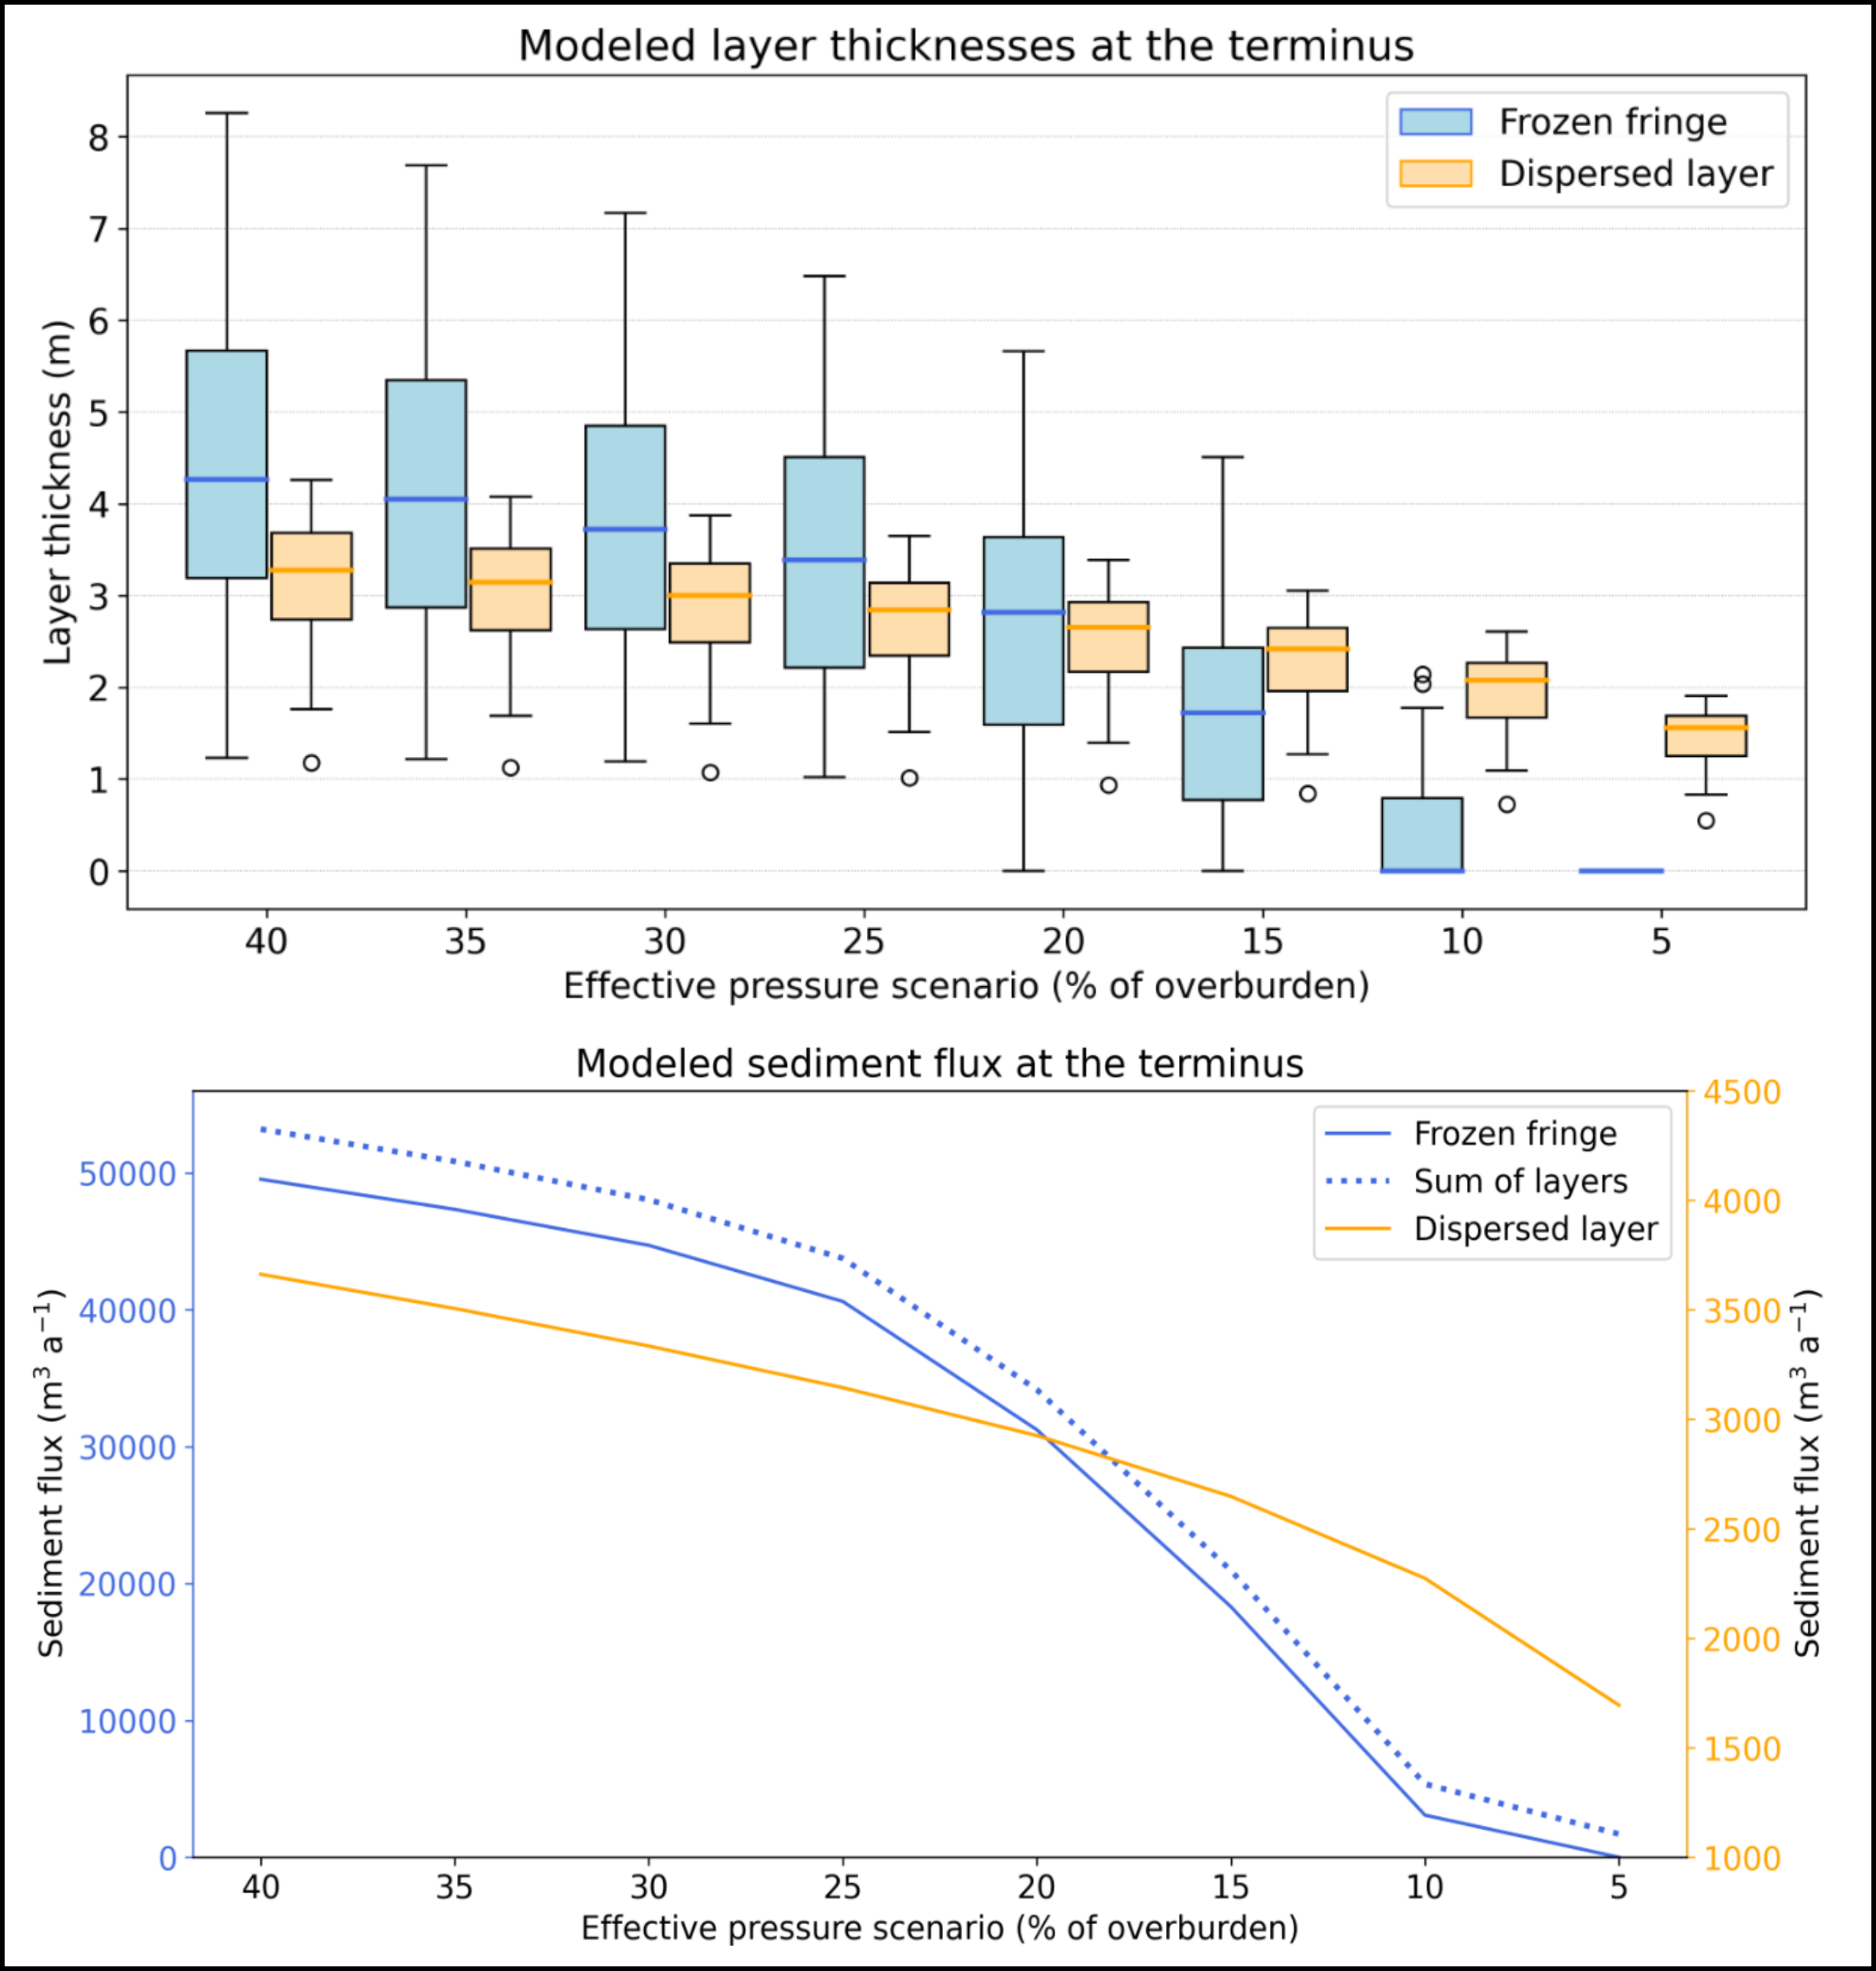 Modeled layer thicknesses at the terminus
Frozen fringe
Dispersed layer
Layer thickness (m)
8
7
6
5
4
3
2
1
0
40 35 30 25 20 15 10 5
Effective pressure scenario (% of overburden)
Modeled sediment flux at the terminus
Frozen fringe
Sum of layers
Dispersed layer
Sediment flux (m³ a⁻¹)
50000
40000
30000
20000
10000
0
4500
4000
3500
3000
2500
2000
1500
1000
Sediment flux (m³ a⁻¹)
40 35 30 25 20 15 10 5
Effective pressure scenario (% of overburden)